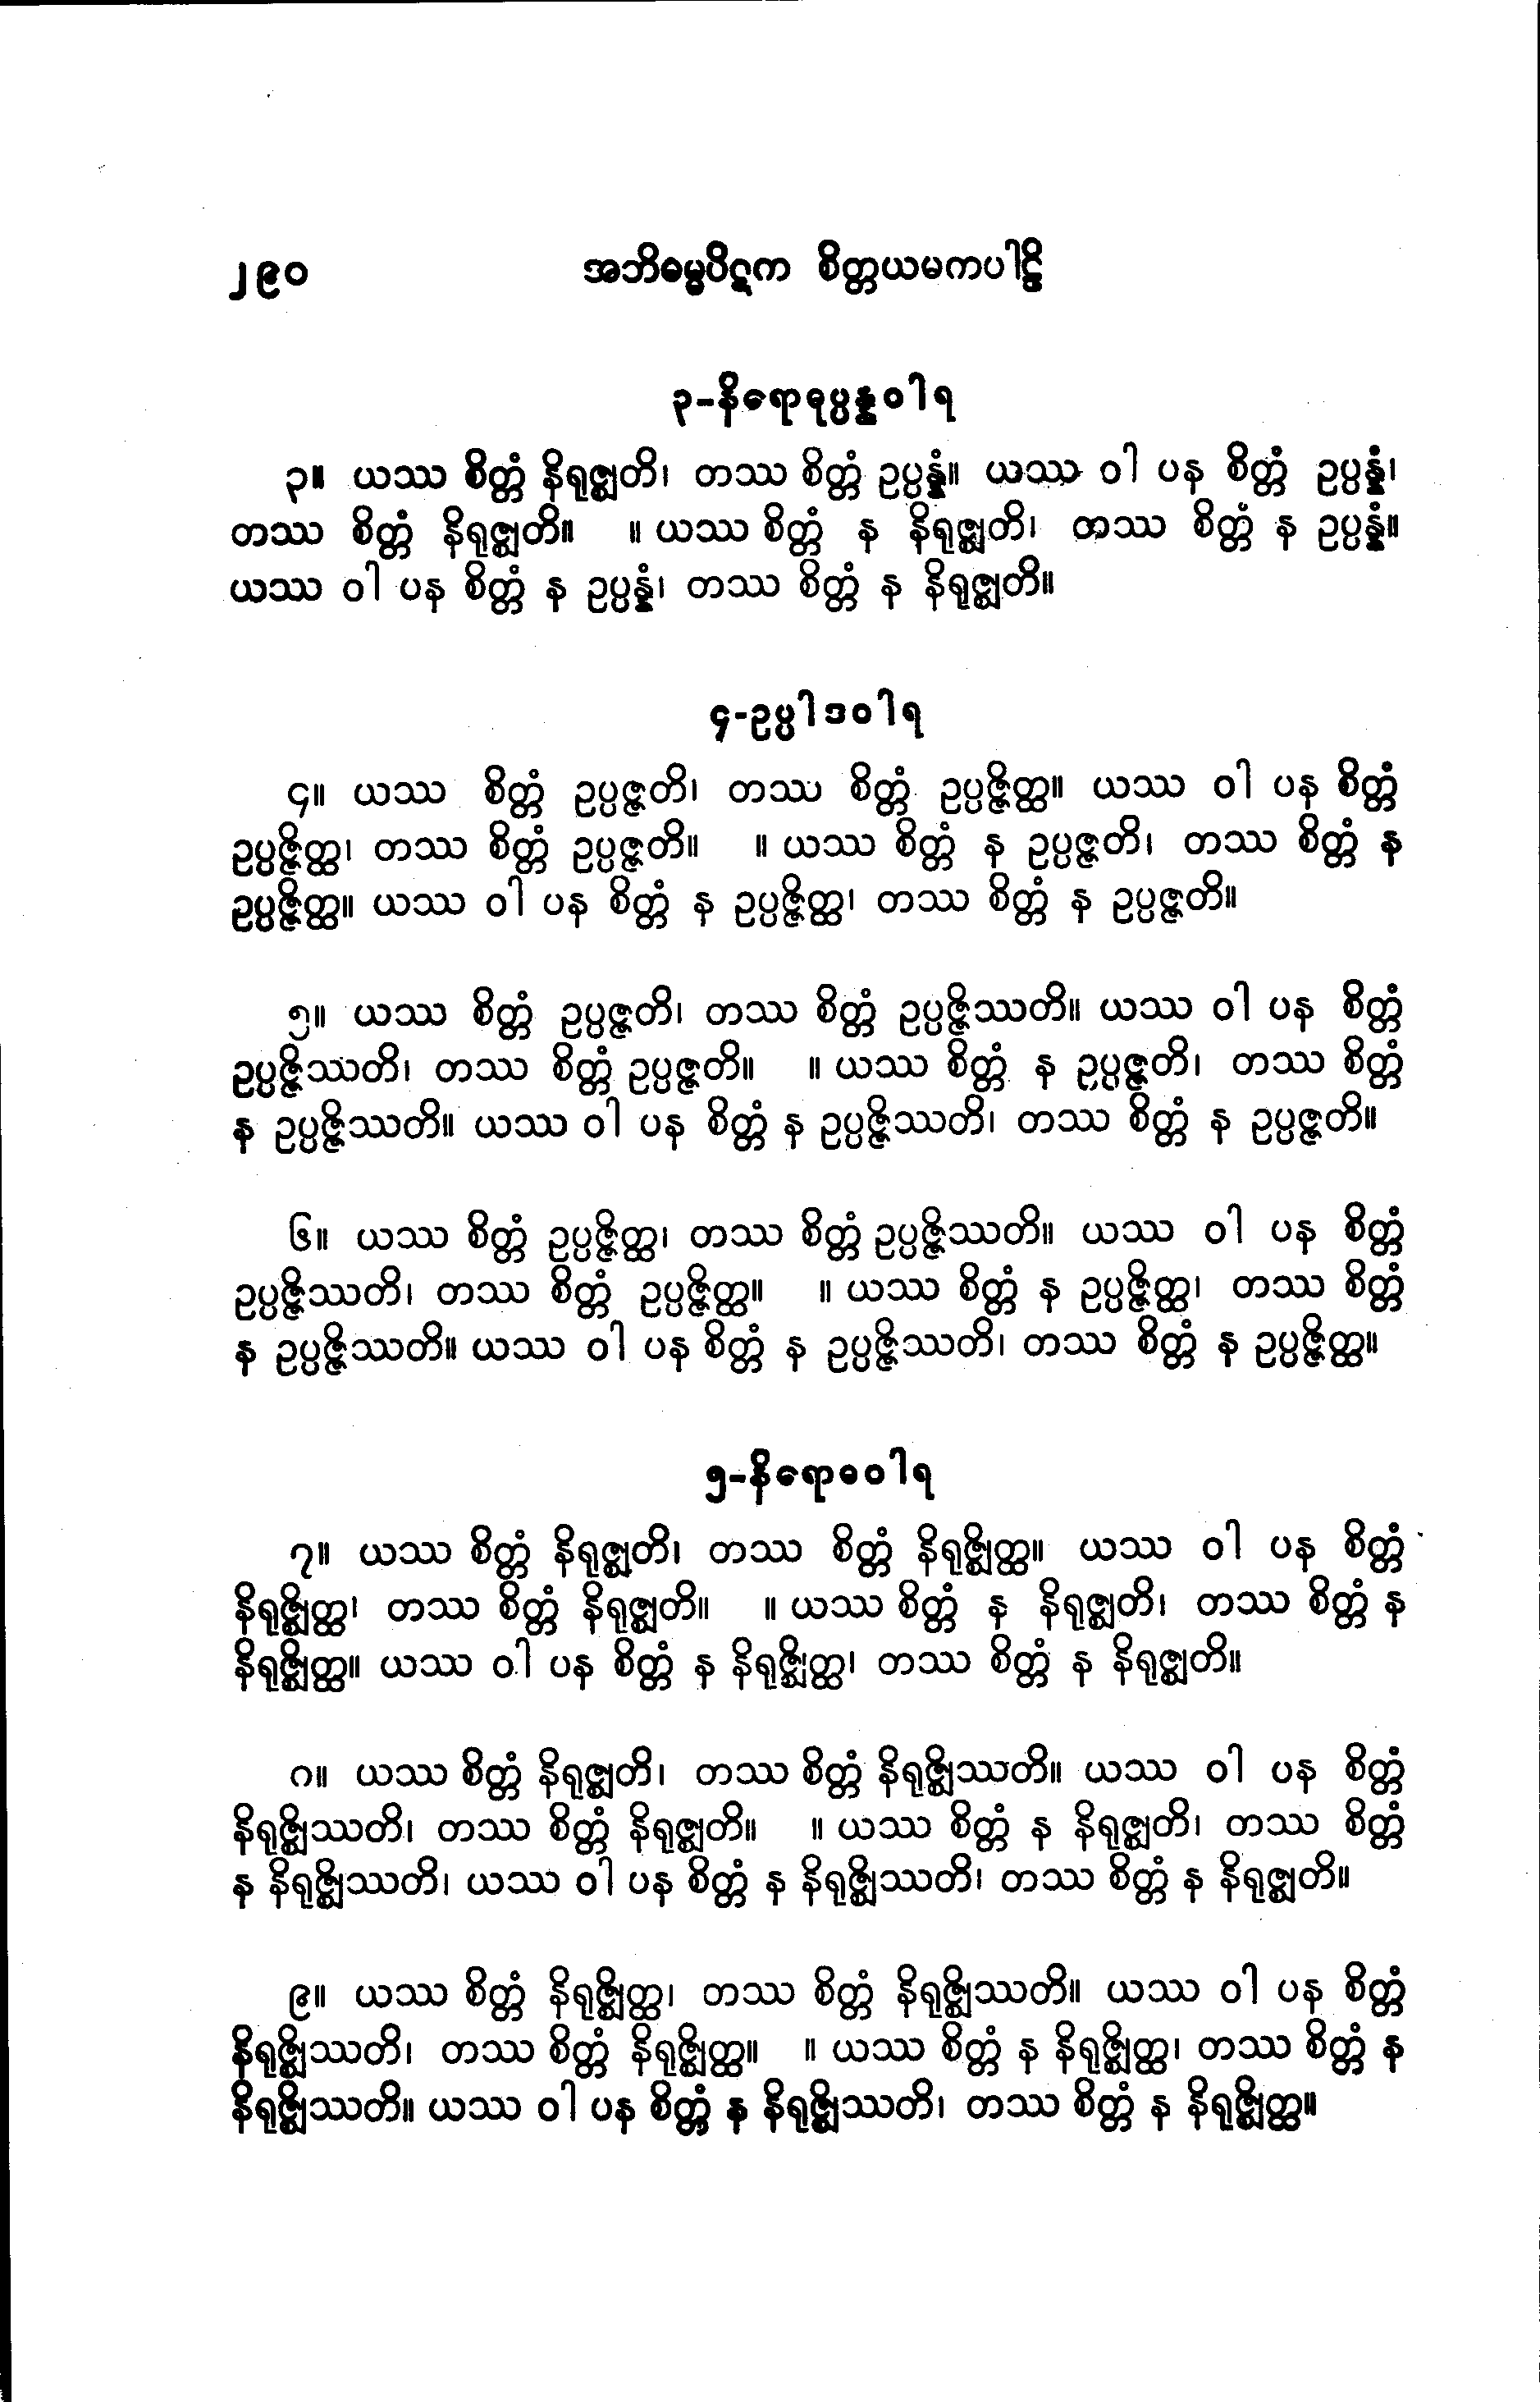 ၂၉၀ အဘိဓမ္မပိဋက စိတ္တယမကပါဠိ
၃-နိရောဓုပ္ပန္နဝါရ
၃။ ယဿ စိတ္တံ နိရုဇ္ဈတိ၊ တဿ စိတ္တံ ဥပ္ပန္နံ။ ယဿ ဝါ ပန စိတ္တံ ဥပ္ပန္နံ၊
တဿ စိတ္တံ နိရုဇ္ဈတိ။ ။ ယဿ စိတ္တံ န နိရုဇ္ဈတိ၊ တဿ စိတ္တံ န ဥပ္ပန္နံ။
ယဿ ဝါ ပန စိတ္တံ န ဥပ္ပန္နံ၊ တဿ စိတ္တံ န နိရုဇ္ဈတိ။
၄-ဥပ္ပါဒဝါရ
၄။ ယဿ စိတ္တံ ဥပ္ပဇ္ဇတိ၊ တဿ စိတ္တံ ဥပ္ပဇ္ဇိတ္ထ။ ယဿ ဝါ ပန စိတ္တံ
ဥပ္ပဇ္ဇိတ္ထ၊ တဿ စိတ္တံ ဥပ္ပဇ္ဇတိ။ ။ ယဿ စိတ္တံ န ဥပ္ပဇ္ဇတိ၊ တဿ စိတ္တံ န
ဥပ္ပဇ္ဇိတ္ထ။ ယဿ ဝါ ပန စိတ္တံ န ဥပ္ပဇ္ဇိတ္ထ၊ တဿ စိတ္တံ န ဥပ္ပဇ္ဇတိ။
၅။ ယဿ စိတ္တံ ဥပ္ပဇ္ဇတိ၊ တဿ စိတ္တံ ဥပ္ပဇ္ဇိဿတိ။ ယဿ ဝါ ပန စိတ္တံ
ဥပ္ပဇ္ဇိဿတိ၊ တဿ စိတ္တံ ဥပ္ပဇ္ဇတိ။ ။ ယဿ စိတ္တံ န ဥပ္ပဇ္ဇတိ၊ တဿ စိတ္တံ
န ဥပ္ပဇ္ဇိဿတိ။ ယဿ ဝါ ပန စိတ္တံ န ဥပ္ပဇ္ဇိဿတိ၊ တဿ စိတ္တံ န ဥပ္ပဇ္ဇတိ။
၆။ ယဿ စိတ္တံ ဥပ္ပဇ္ဇိတ္ထ၊ တဿ စိတ္တံ ဥပ္ပဇ္ဇိဿတိ။ ယဿ ဝါ ပန စိတ္တံ
ဥပ္ပဇ္ဇိဿတိ၊ တဿ စိတ္တံ ဥပ္ပဇ္ဇိတ္ထ။ ။ ယဿ စိတ္တံ န ဥပ္ပဇ္ဇိတ္ထ၊ တဿ စိတ္တံ
န ဥပ္ပဇ္ဇိဿတိ။ ယဿ ဝါ ပန စိတ္တံ န ဥပ္ပဇ္ဇိဿတိ၊ တဿ စိတ္တံ န ဥပ္ပဇ္ဇိတ္ထ။
၅-နိရောဓဝါရ
၇။ ယဿ စိတ္တံ နိရုဇ္ဈတိ၊ တဿ စိတ္တံ နိရုဇ္ဈိတ္ထ။ ယဿ ဝါ ပန စိတ္တံ
နိရုဇ္ဈိတ္ထ၊ တဿ စိတ္တံ နိရုဇ္ဈတိ။ ။ ယဿ စိတ္တံ န နိရုဇ္ဈတိ၊ တဿ စိတ္တံ န
နိရုဇ္ဈိတ္ထ။ ယဿ ဝါ ပန စိတ္တံ န နိရုဇ္ဈိတ္ထ၊ တဿ စိတ္တံ န နိရုဇ္ဈတိ။
၈။ ယဿ စိတ္တံ နိရုဇ္ဈတိ၊ တဿ စိတ္တံ နိရုဇ္ဈိဿတိ။ ယဿ ဝါ ပန စိတ္တံ
နိရုဇ္ဈိဿတိ၊ တဿ စိတ္တံ နိရုဇ္ဈတိ။ ။ ယဿ စိတ္တံ န နိရုဇ္ဈတိ၊ တဿ စိတ္တံ
န နိရုဇ္ဈိဿတိ၊ ယဿ ဝါ ပန စိတ္တံ န နိရုဇ္ဈိဿတိ၊ တဿ စိတ္တံ န နိရုဇ္ဈတိ။
၉။ ယဿ စိတ္တံ နိရုဇ္ဈိတ္ထ၊ တဿ စိတ္တံ နိရုဇ္ဈိဿတိ။ ယဿ ဝါ ပန စိတ္တံ
နိရုဇ္ဈိဿတိ၊ တဿ စိတ္တံ နိရုဇ္ဈိတ္ထ။ ။ ယဿ စိတ္တံ န နိရုဇ္ဈိတ္ထ၊ တဿ စိတ္တံ န
နိရုဇ္ဈိဿတိ။ ယဿ ဝါ ပန စိတ္တံ န နိရုဇ္ဈိဿတိ၊ တဿ စိတ္တံ န နိရုဇ္ဈိတ္ထ။